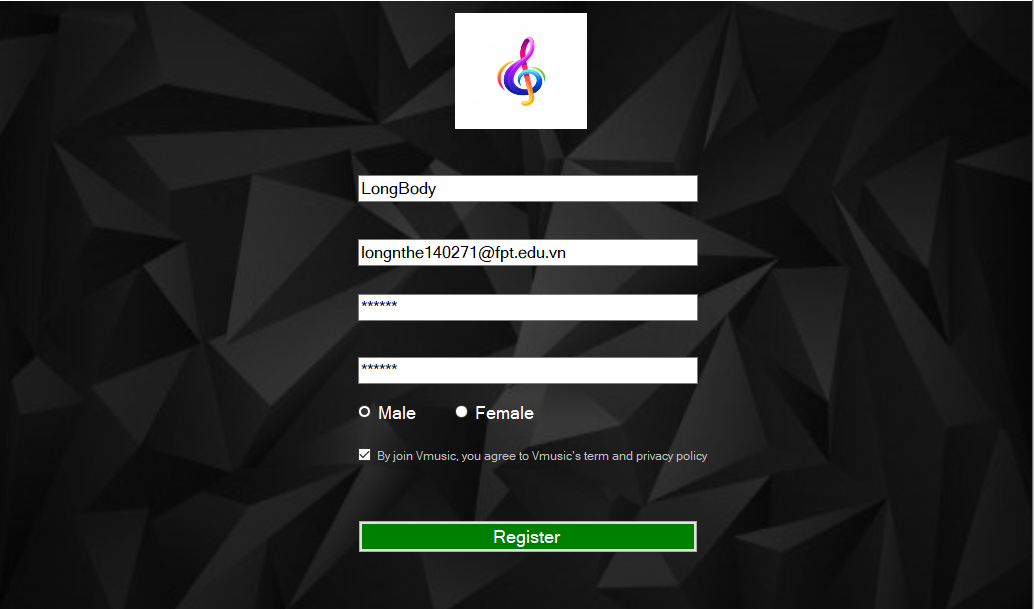 LongBody
longnthe140271@fpt.edu.vn
******
******
Male Female
By join Vmusic, you agree to Vmusic's term and privacy policy
Register